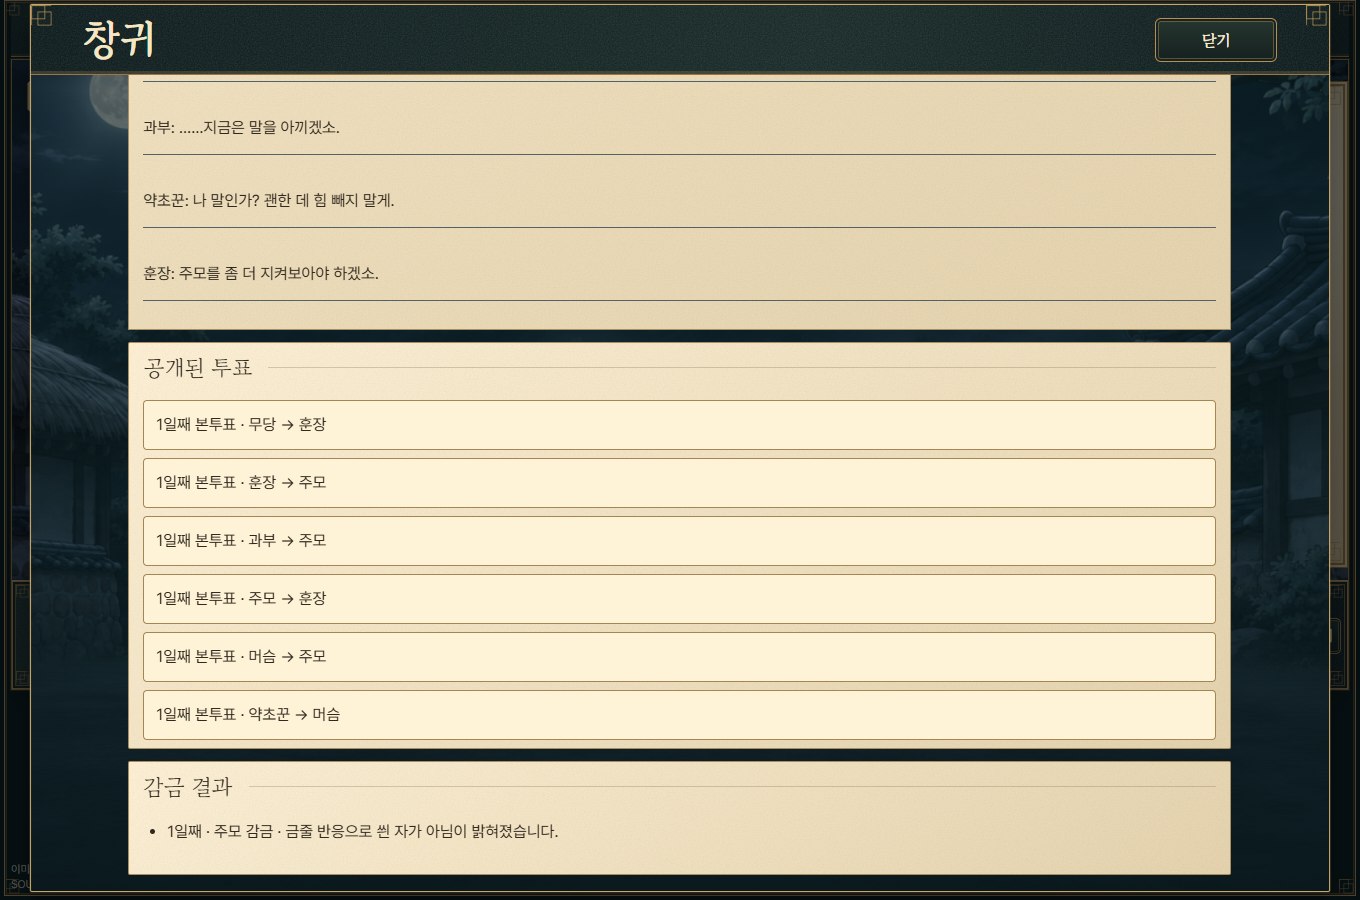 창귀
닫기
과부: ……지금은 말을 아끼겠소.
약초꾼: 나 말인가? 괜한 데 힘 빼지 말게.
훈장: 주모를 좀 더 지켜보아야 하겠소.
공개된 투표
1일째 본투표 · 무당 → 훈장
1일째 본투표 · 훈장 → 주모
1일째 본투표 · 과부 → 주모
1일째 본투표 · 주모 → 훈장
1일째 본투표 · 머슴 → 주모
1일째 본투표 · 약초꾼 → 머슴
감금 결과
• 1일째 · 주모 감금 · 금줄 반응으로 씐 자가 아님이 밝혀졌습니다.